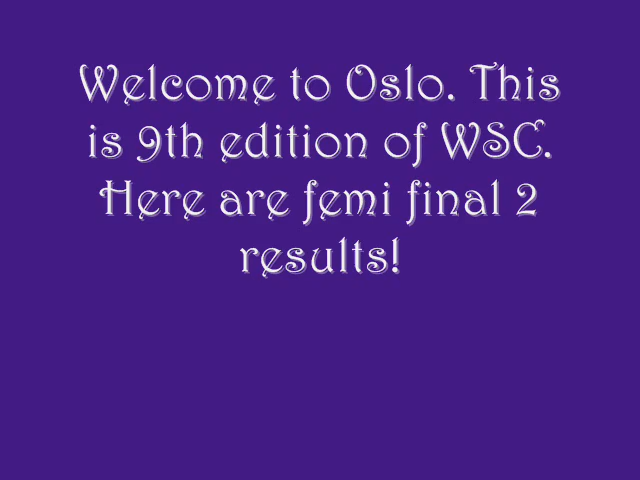 Welcome to Oslo. This
is 9th edition of WSC.
Here are femi final 2
results!